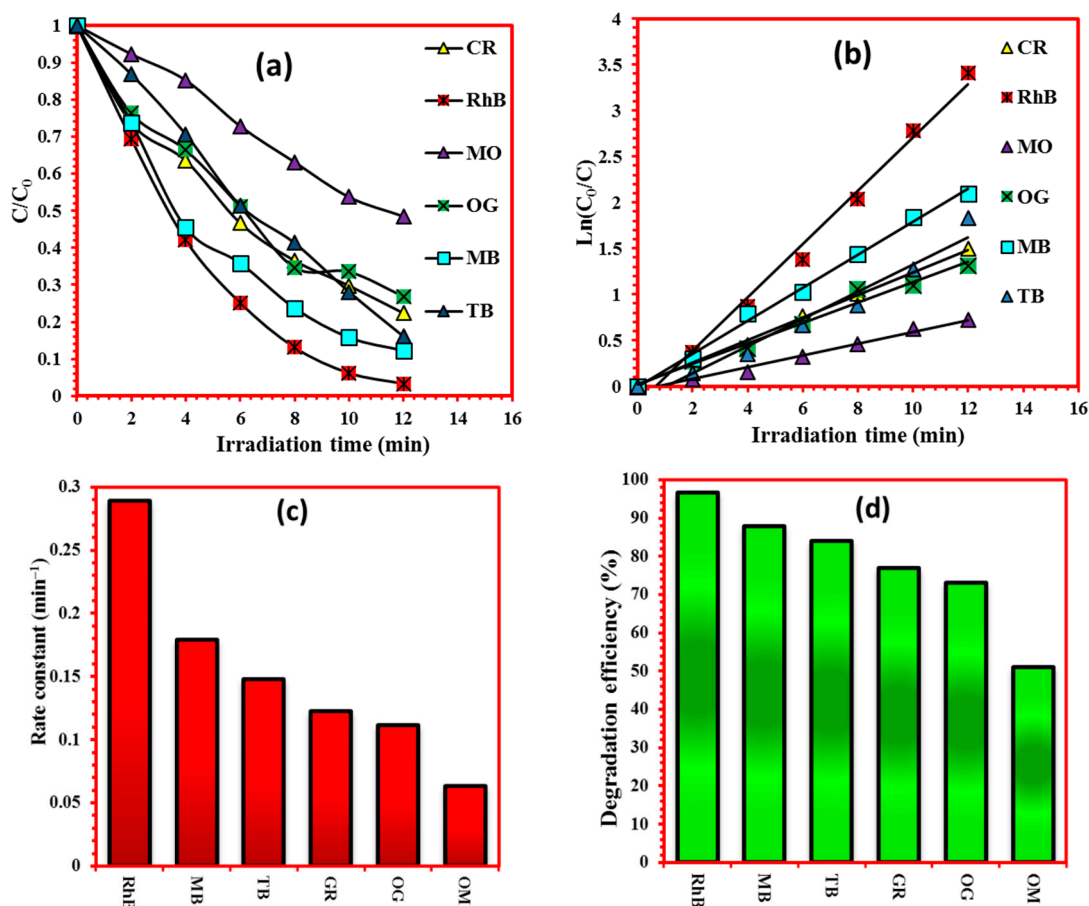 (a)
C/C₀
1
0.9
0.8
0.7
0.6
0.5
0.4
0.3
0.2
0.1
0
0 2 4 6 8 10 12 14 16
Irradiation time (min)
CR
RhB
MO
OG
MB
TB
(b)
Ln(C₀/C)
4
3.5
3
2.5
2
1.5
1
0.5
0
0 2 4 6 8 10 12 14 16
Irradiation time (min)
CR
RhB
MO
OG
MB
TB
(c)
Rate constant (min⁻¹)
0.3
0.25
0.2
0.15
0.1
0.05
0
RhB
MB
TB
GR
OG
OM
(d)
Degradation efficiency (%)
100
90
80
70
60
50
40
30
20
10
0
RhB
MB
TB
GR
OG
OM